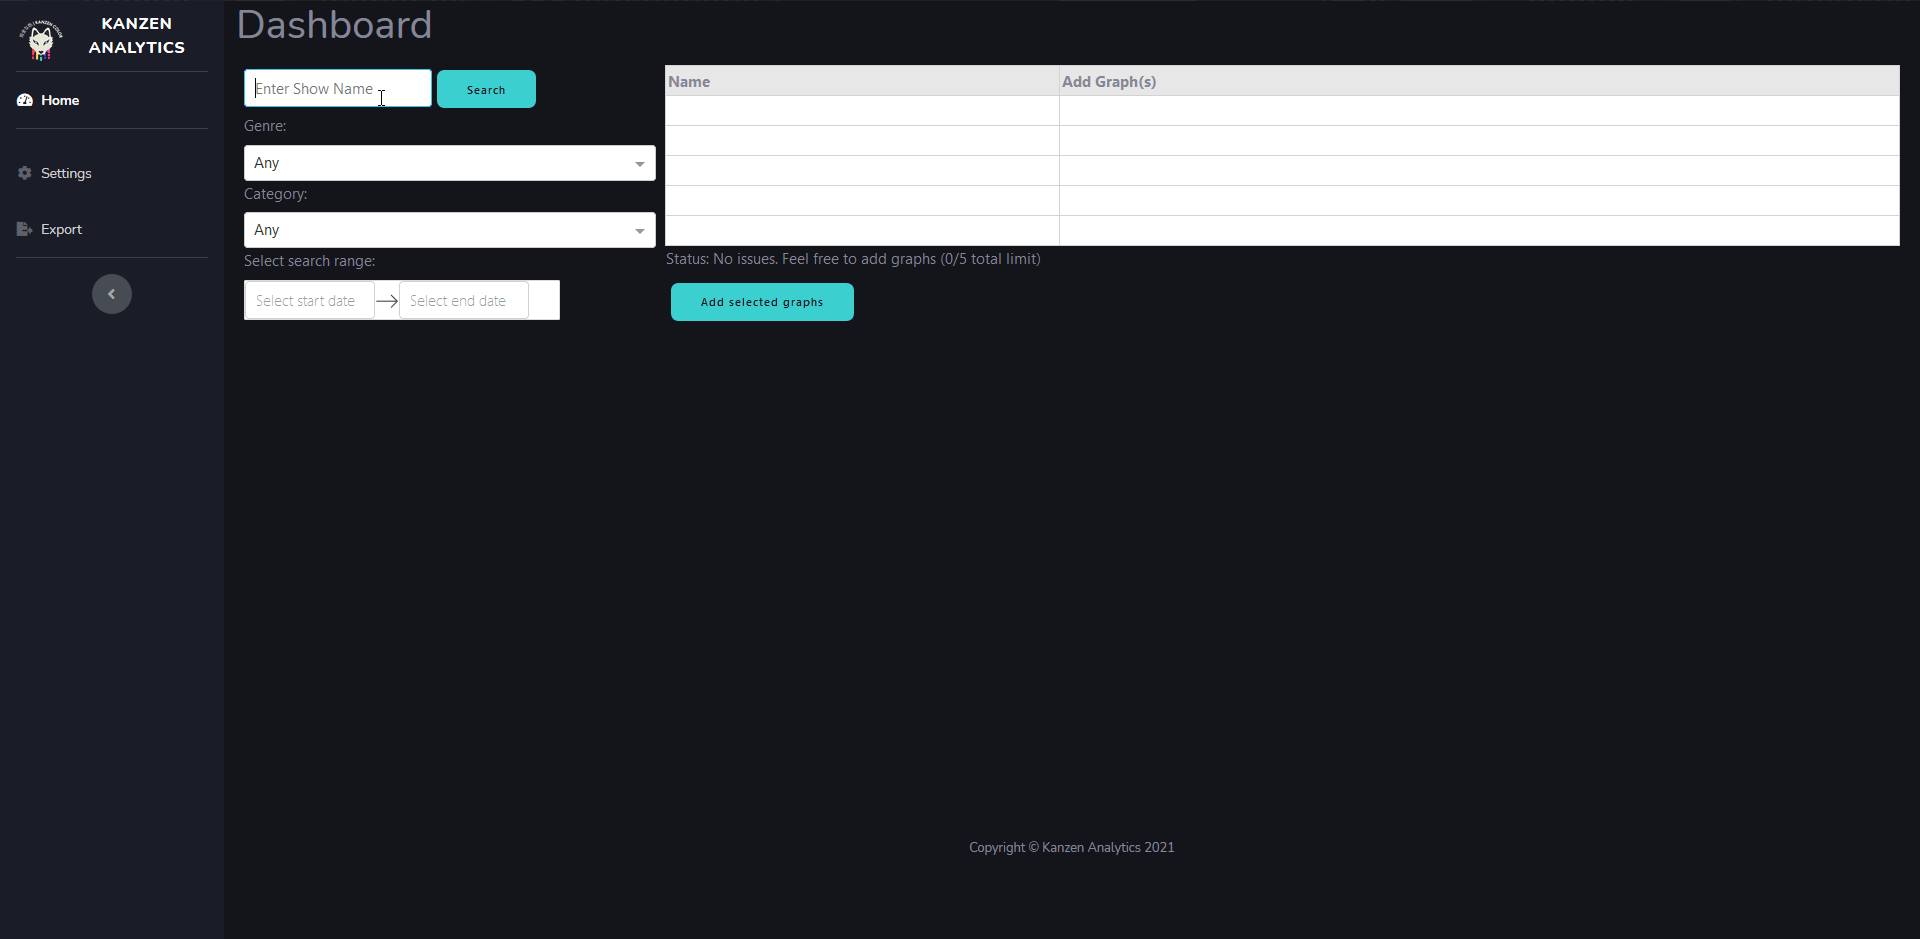 KANZEN
ANALYTICS
Home
Settings
Export
Dashboard
Enter Show Name
Search
Genre:
Any
Category:
Any
Select search range:
Select start date
Select end date
Name
Add Graph(s)
Status: No issues. Feel free to add graphs (0/5 total limit)
Add selected graphs
Copyright © Kanzen Analytics 2021